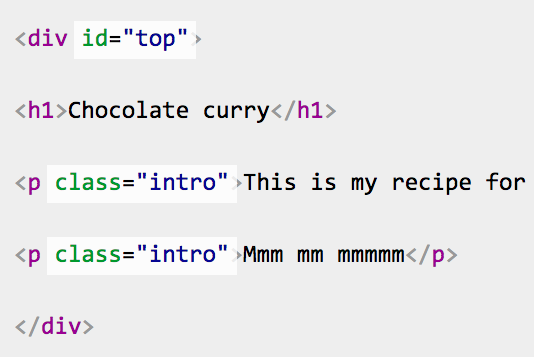 <div id="top">
<h1>Chocolate curry</h1>
<p class="intro">This is my recipe for
<p class="intro">Mmm mm mmmmm</p>
</div>